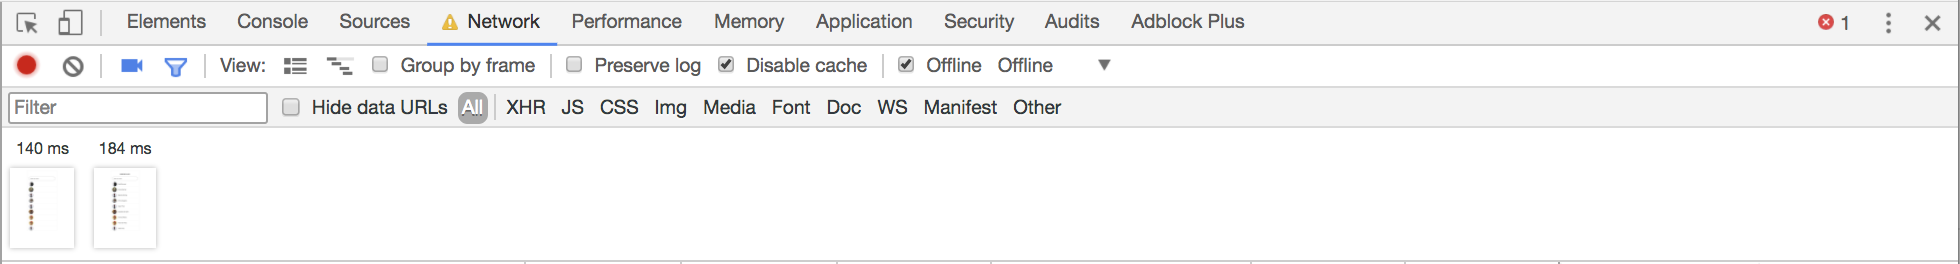 Elements Console Sources Network Performance Memory Application Security Audits Adblock Plus 1
View: Group by frame Preserve log Disable cache Offline Offline
Filter Hide data URLs All XHR JS CSS Img Media Font Doc WS Manifest Other
140 ms 184 ms